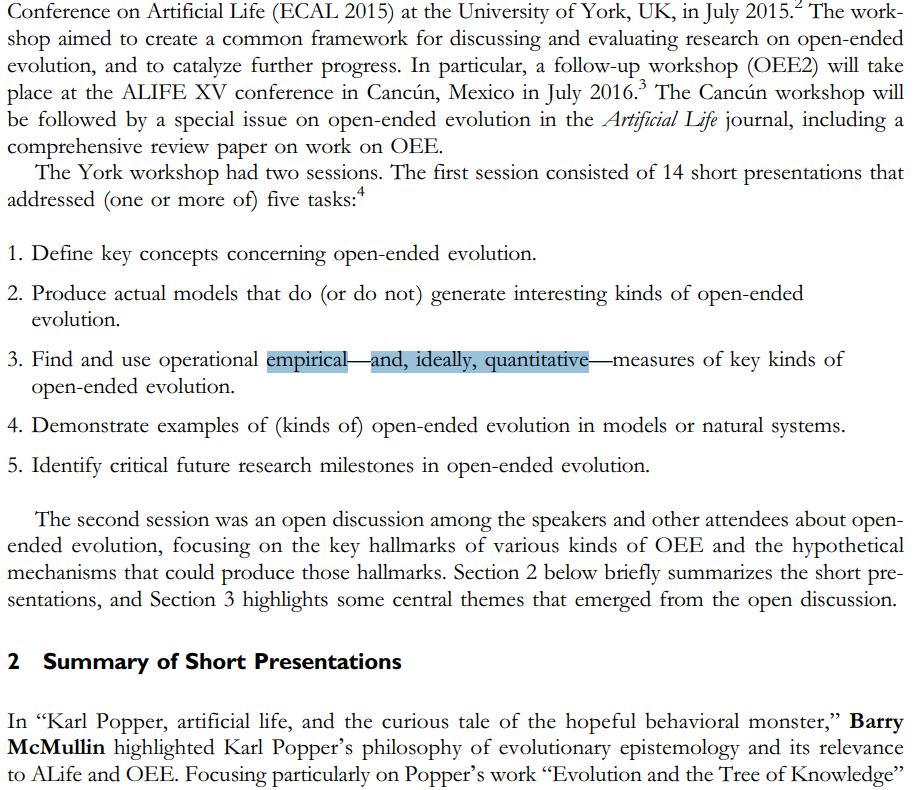 Conference on Artificial Life (ECAL 2015) at the University of York, UK, in July 2015.2 The work-
shop aimed to create a common framework for discussing and evaluating research on open-ended
evolution, and to catalyze further progress. In particular, a follow-up workshop (OEE2) will take
place at the ALIFE XV conference in Cancún, Mexico in July 2016.3 The Cancún workshop will
be followed by a special issue on open-ended evolution in the Artificial Life journal, including a
comprehensive review paper on work on OEE.
The York workshop had two sessions. The first session consisted of 14 short presentations that
addressed (one or more of) five tasks:4
1. Define key concepts concerning open-ended evolution.
2. Produce actual models that do (or do not) generate interesting kinds of open-ended
evolution.
3. Find and use operational empirical—and, ideally, quantitative—measures of key kinds of
open-ended evolution.
4. Demonstrate examples of (kinds of) open-ended evolution in models or natural systems.
5. Identify critical future research milestones in open-ended evolution.
The second session was an open discussion among the speakers and other attendees about open-
ended evolution, focusing on the key hallmarks of various kinds of OEE and the hypothetical
mechanisms that could produce those hallmarks. Section 2 below briefly summarizes the short pre-
sentations, and Section 3 highlights some central themes that emerged from the open discussion.
2 Summary of Short Presentations
In “Karl Popper, artificial life, and the curious tale of the hopeful behavioral monster,” Barry
McMullin highlighted Karl Popper’s philosophy of evolutionary epistemology and its relevance
to ALife and OEE. Focusing particularly on Popper’s work “Evolution and the Tree of Knowledge”